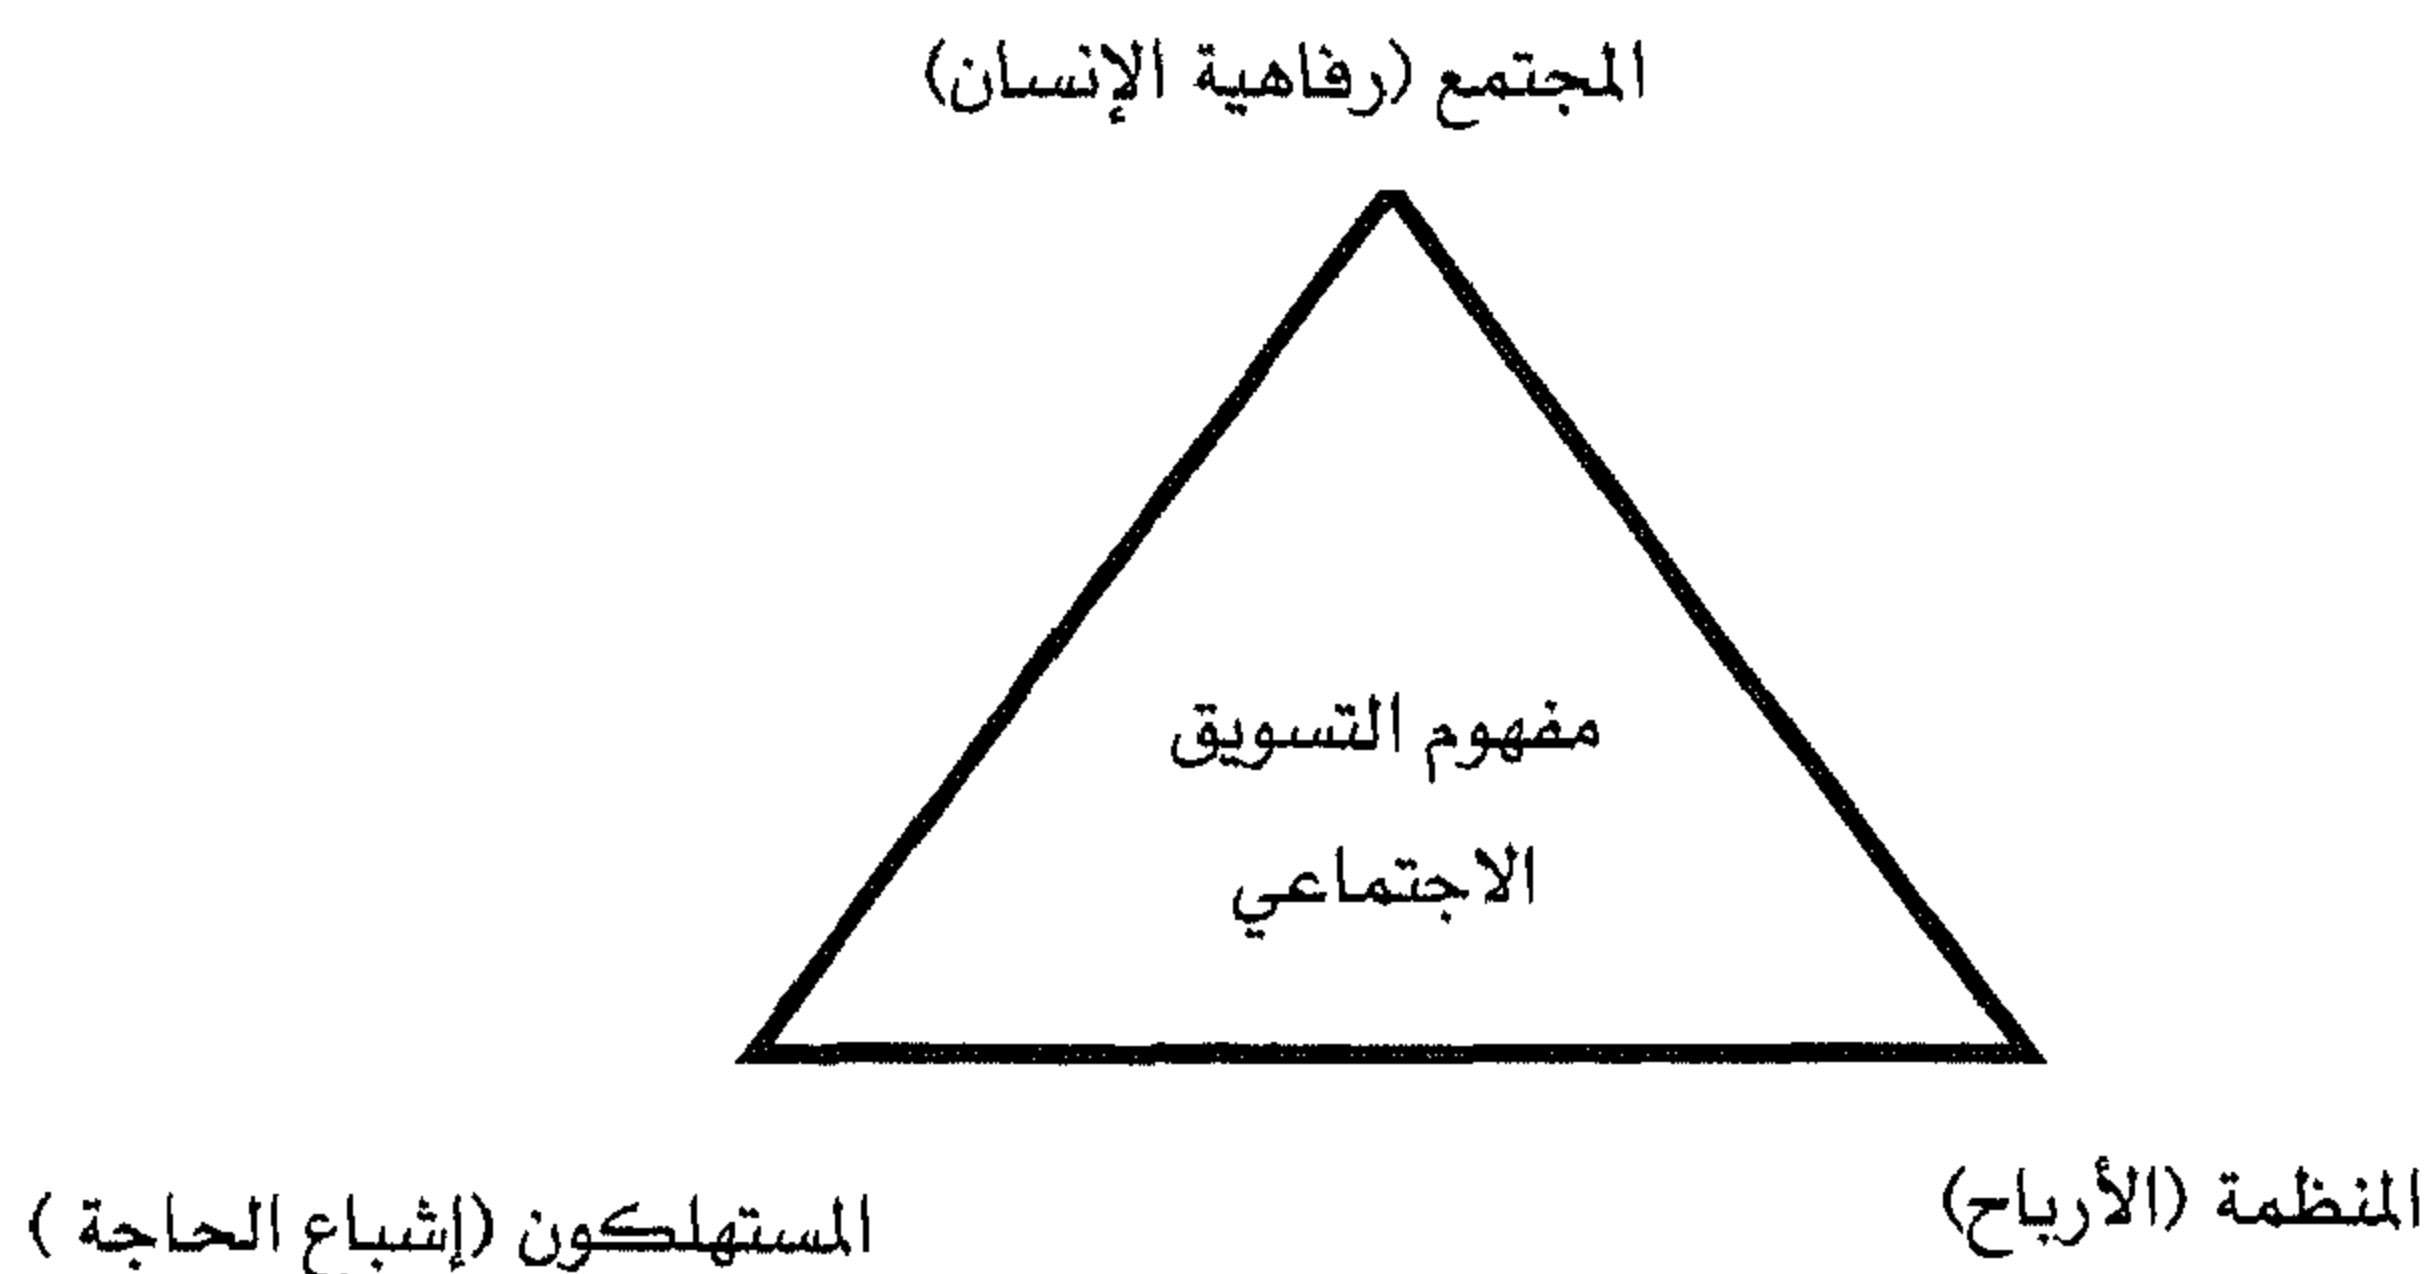 المجتمع (رفاهية الإنسان)
مفهوم التسويق
الاجتماعي
المنظمة (الأرباح)
المستهلكون (إشباع الحاجة )